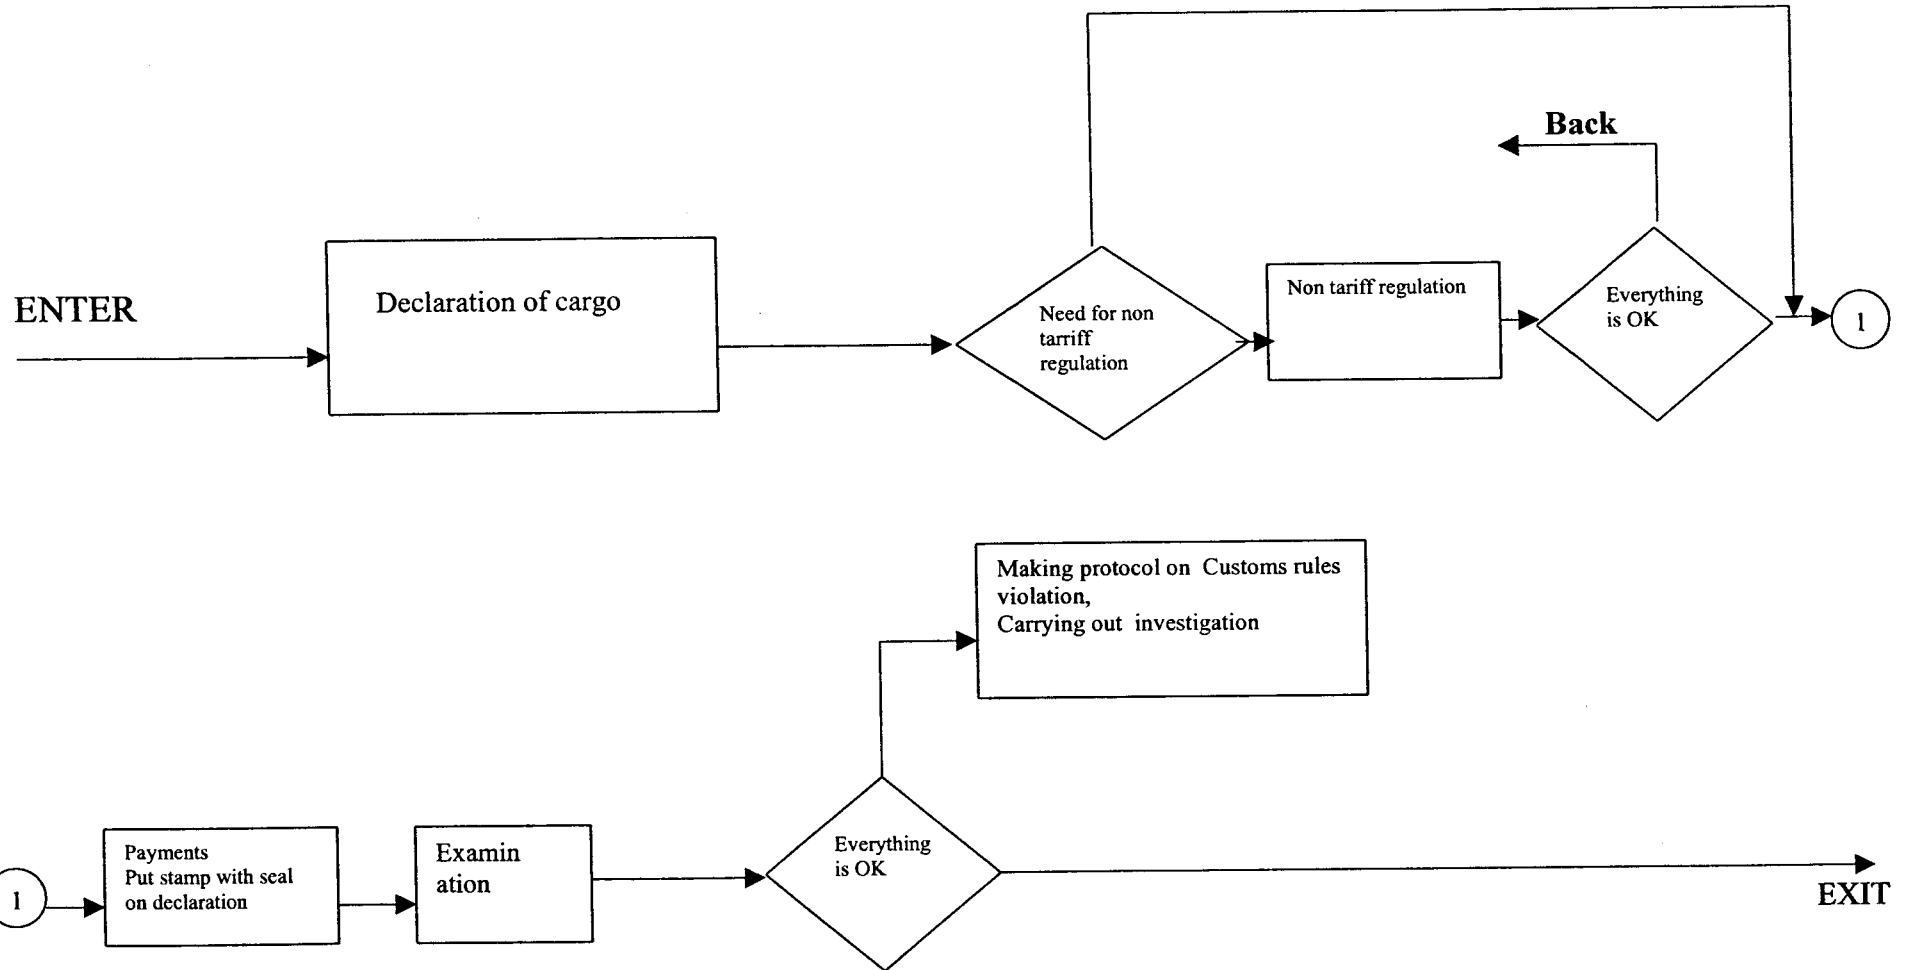 Back
ENTER
Declaration of cargo
Need for non
tarriff
regulation
Non tariff regulation
Everything
is OK
1
Making protocol on Customs rules
violation,
Carrying out investigation
1
Payments
Put stamp with seal
on declaration
Examin
ation
Everything
is OK
EXIT